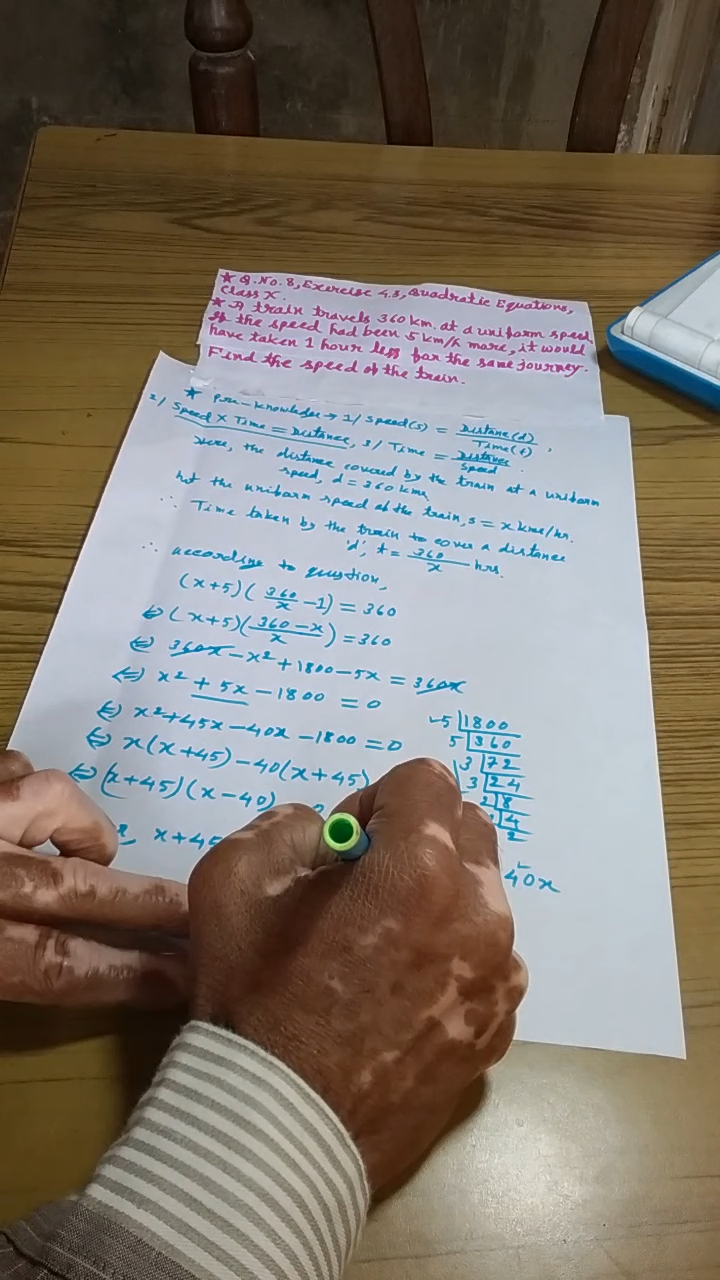 ★ Q.No. 8, Exercise 4.3, Quadratic Equations,
Class X.
★ A train travels 360 km. at a uniform speed.
If the speed had been 5 km/h more, it would
have taken 1 hour less for the same journey.
Find the speed of the train.
★ Pre-knowledge → 1/ Speed(s) = Distance(d)/Time(t),
2/ Speed × Time = Distance, 3/ Time = Distance/Speed.
Here, the distance covered by the train at a uniform
speed, d = 360 kms
Let the uniform speed of the train, s = x kms/hr.
∴ Time taken by the train to cover a distance
'd', t = 360/x hrs.
∴ according to question,
(x+5)(360/x - 1) = 360
(x+5)(360-x/x) = 360
⇔ 360x - x² + 1800 - 5x = 360x
⇔ x² + 5x - 1800 = 0
⇔ x² + 45x - 40x - 1800 = 0
⇔ x(x+45) - 40(x+45)
⇔ (x+45)(x-40)
x+45
5 | 1800
5 | 360
3 | 72
3 | 24
2 | 8
4
2
40x